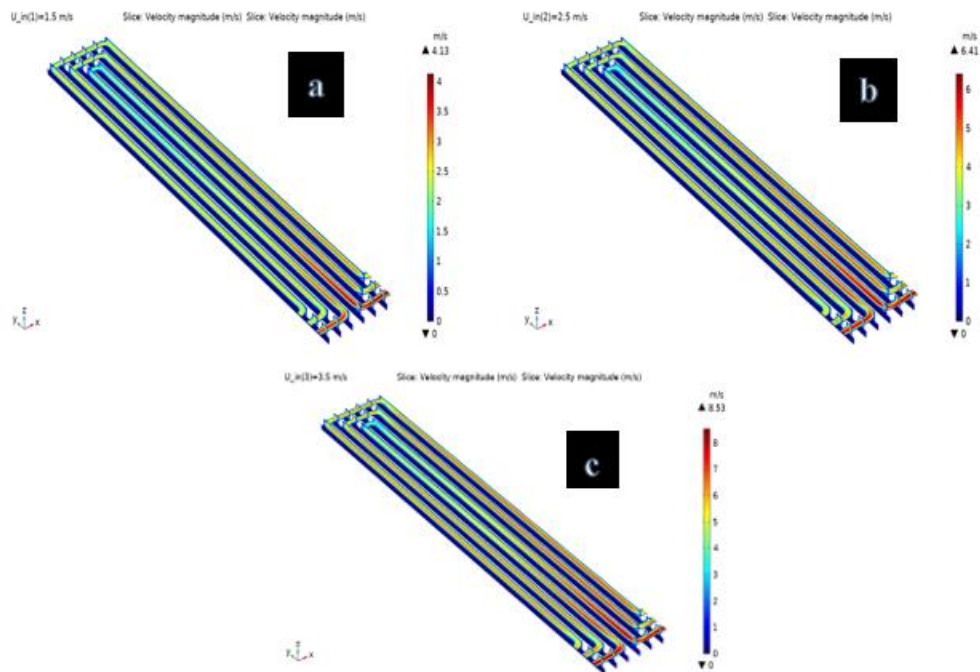 U_in(1)=1.5 m/s Slice: Velocity magnitude (m/s) Slice: Velocity magnitude (m/s)
m/s
▲ 4.13
4
3.5
3
2.5
2
1.5
1
0.5
0
▼ 0
a
z
y x
U_in(2)=2.5 m/s Slice: Velocity magnitude (m/s) Slice: Velocity magnitude (m/s)
m/s
▲ 6.41
6
5
4
3
2
1
0
▼ 0
b
z
y x
U_in(3)=3.5 m/s Slice: Velocity magnitude (m/s) Slice: Velocity magnitude (m/s)
m/s
▲ 8.53
8
7
6
5
4
3
2
1
0
▼ 0
c
z
y x